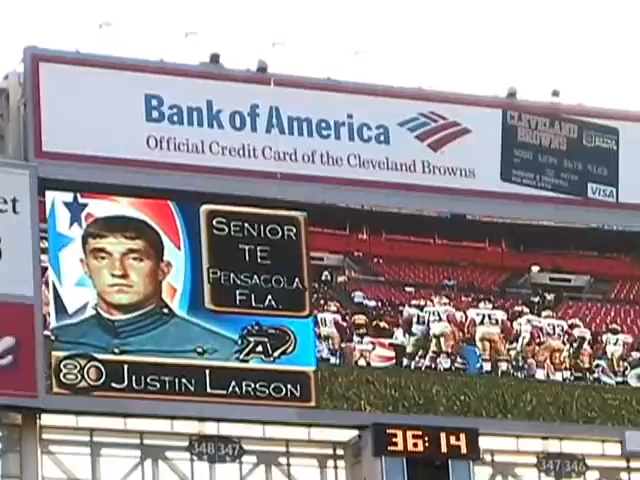 Bank of America
Official Credit Card of the Cleveland Browns
CLEVELAND
BROWNS
VISA
et
SENIOR
TE
PENSACOLA
FLA.
A
80 JUSTIN LARSON
36:14
348 347
347 346